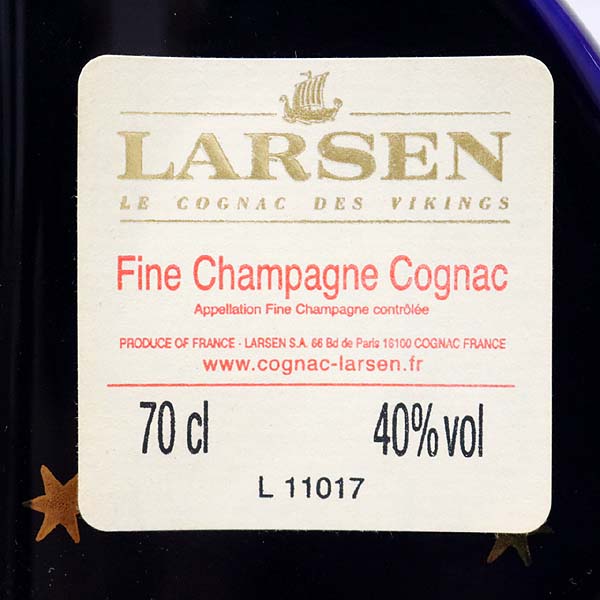 LARSEN
LE COGNAC DES VIKINGS
Fine Champagne Cognac
Appellation Fine Champagne contrôlée
PRODUCE OF FRANCE - LARSEN S.A. 66 Bd de Paris 16100 COGNAC FRANCE
www.cognac-larsen.fr
70 cl 40% vol
L 11017